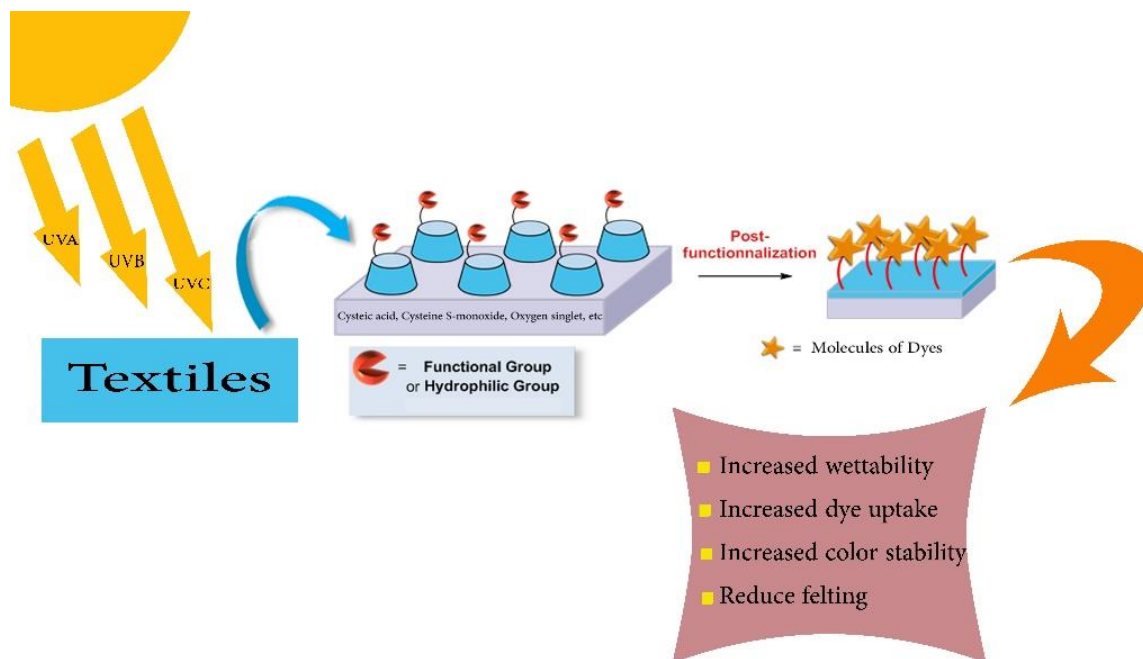 UVA
UVB
UVC
Textiles
Cysteic acid, Cysteine S-monoxide, Oxygen singlet, etc
= Functional Group
or Hydrophilic Group
Post-
functionnalization
= Molecules of Dyes
Increased wettability
Increased dye uptake
Increased color stability
Reduce felting